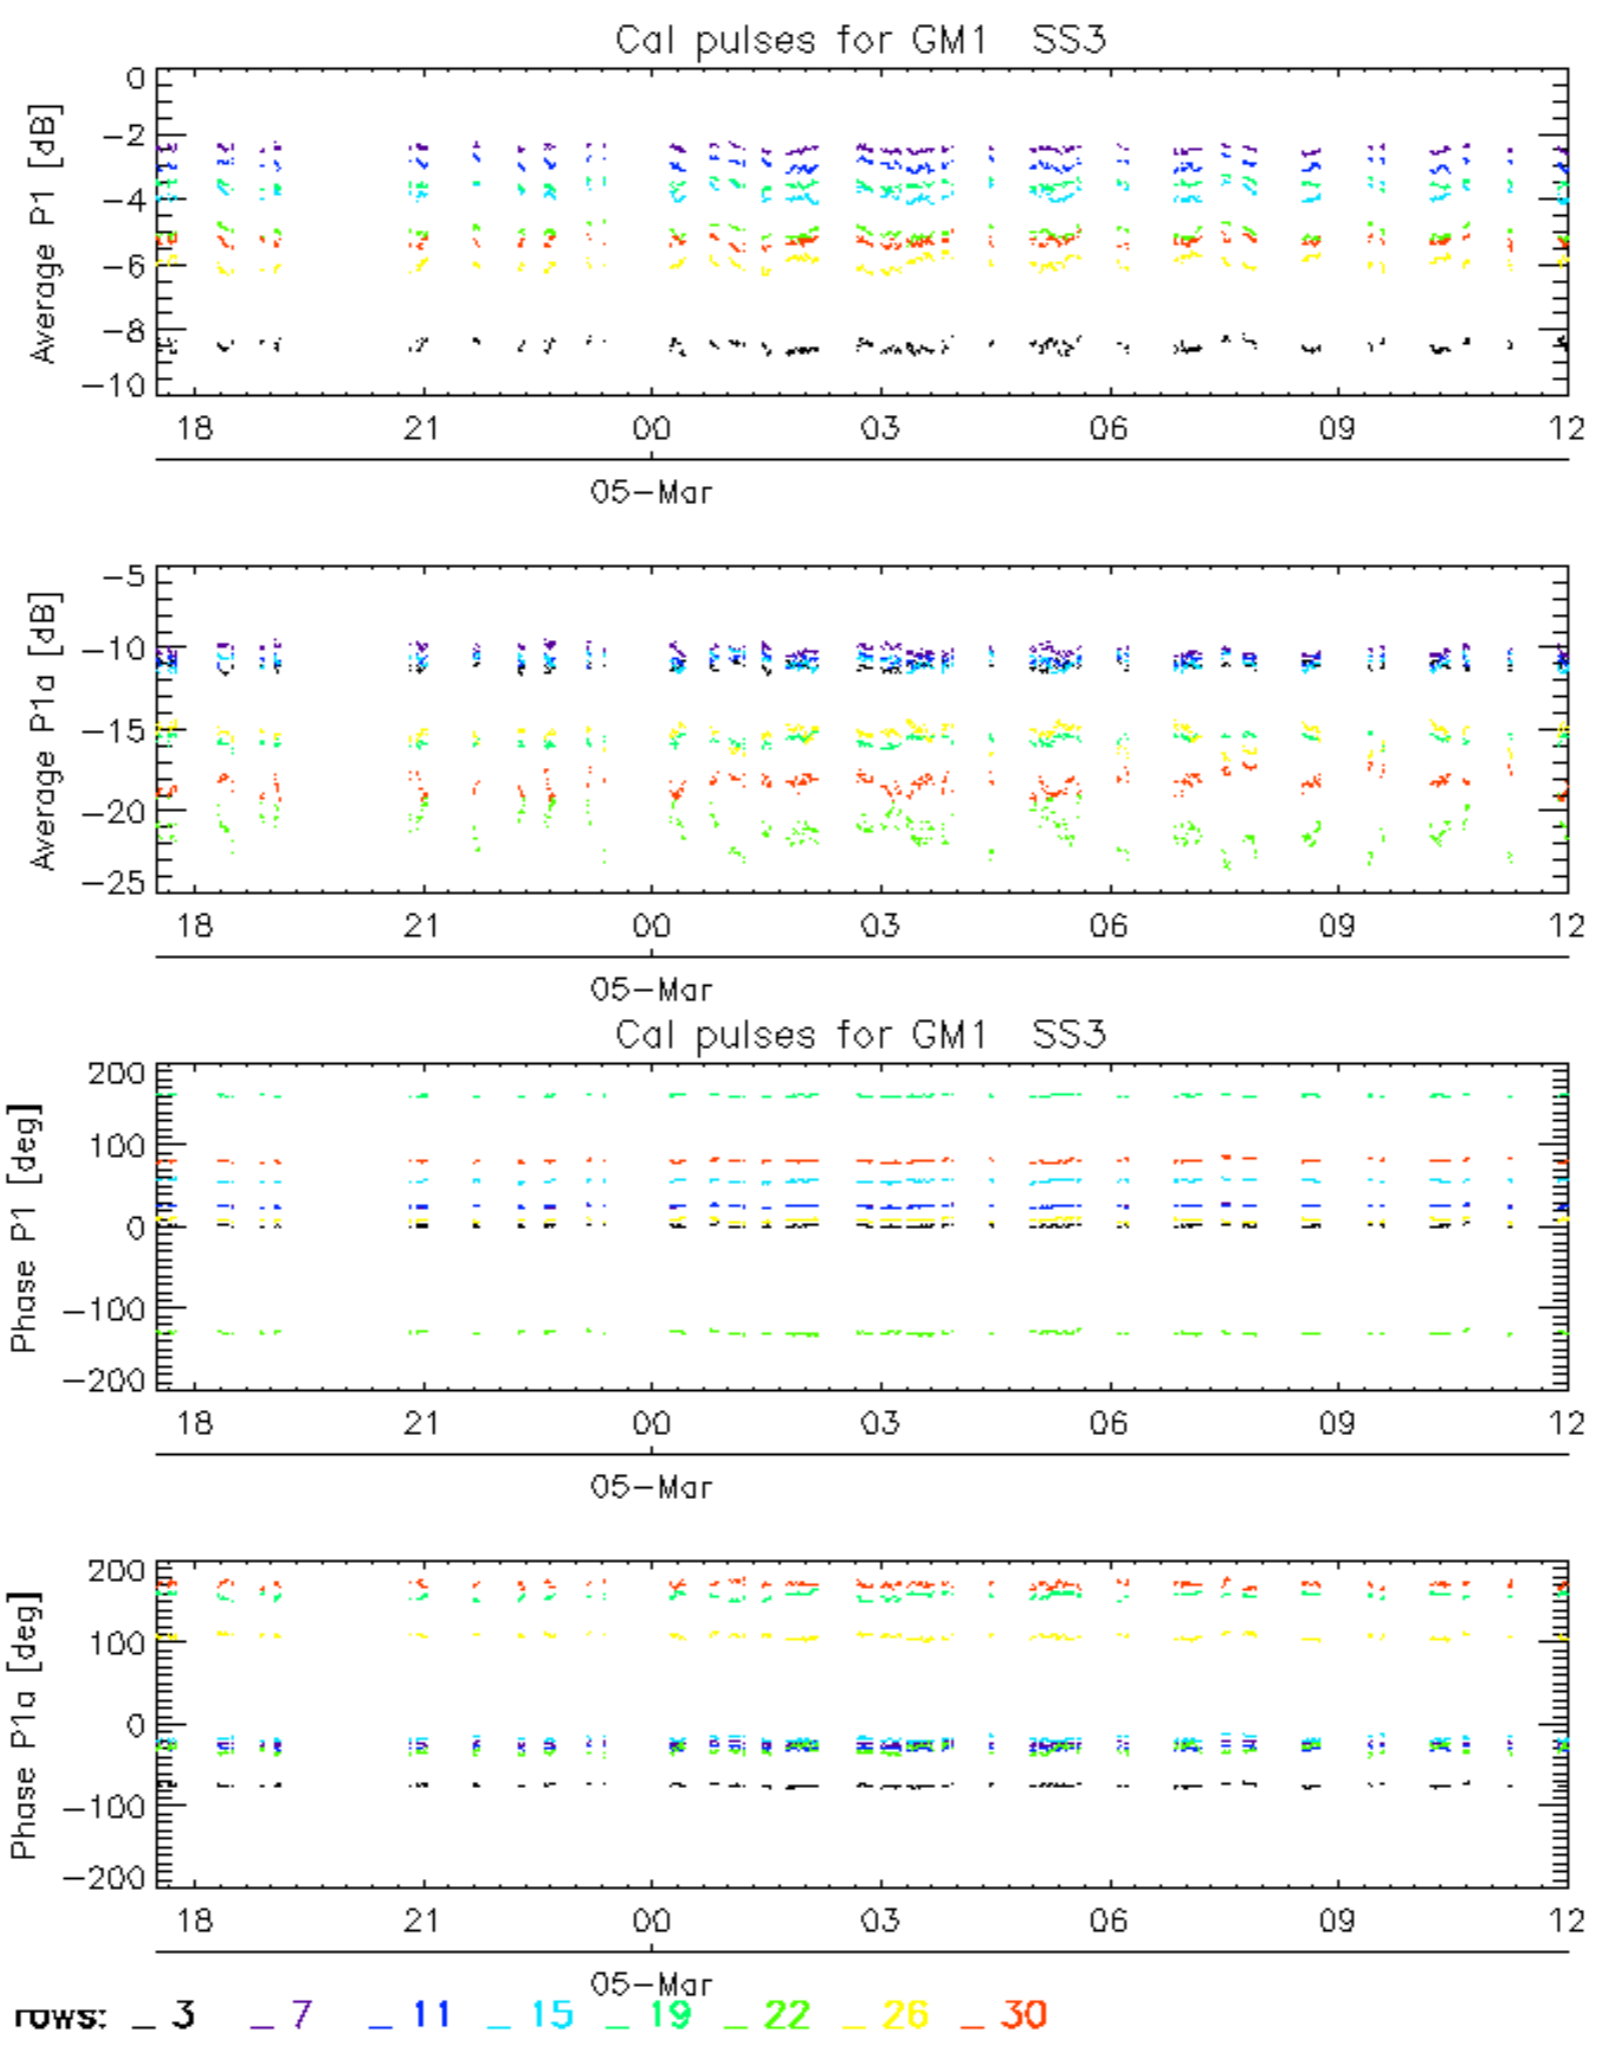 Cal pulses for GM1 SS3
Average P1 [dB]
0
−2
−4
−6
−8
−10
18 21 00 03 06 09 12
05−Mar
Average P1a [dB]
−5
−10
−15
−20
−25
18 21 00 03 06 09 12
05−Mar
Cal pulses for GM1 SS3
Phase P1 [deg]
200
100
0
−100
−200
18 21 00 03 06 09 12
05−Mar
Phase P1a [deg]
200
100
0
−100
−200
18 21 00 03 06 09 12
05−Mar
rows: _ 3 _ 7 _ 11 _ 15 _ 19 _ 22 _ 26 _ 30